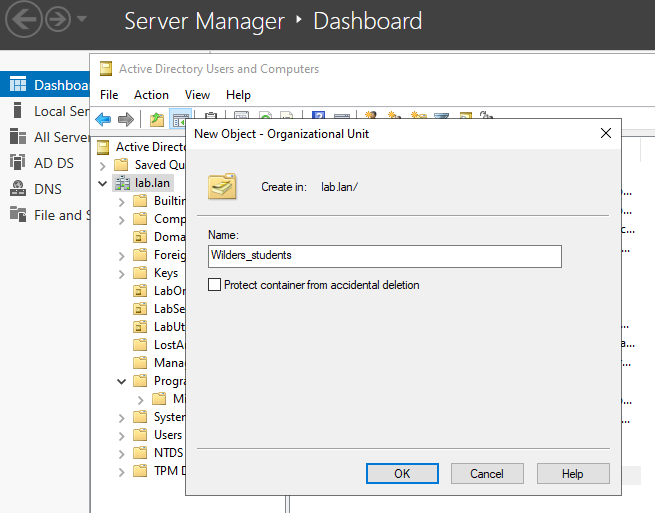 Server Manager ‣ Dashboard
Dashboa
Local Ser
All Server
AD DS
DNS
File and S
Active Directory Users and Computers
File Action View Help
Active Direct
Saved Qu
lab.lan
Builtin
Comp
Doma
Foreig
Keys
LabOr
LabSe
LabUt
LostA
Mana
Progra
Mi
System
Users
NTDS
TPM D
New Object - Organizational Unit
Create in: lab.lan/
Name:
Wilders_students
Protect container from accidental deletion
OK Cancel Help